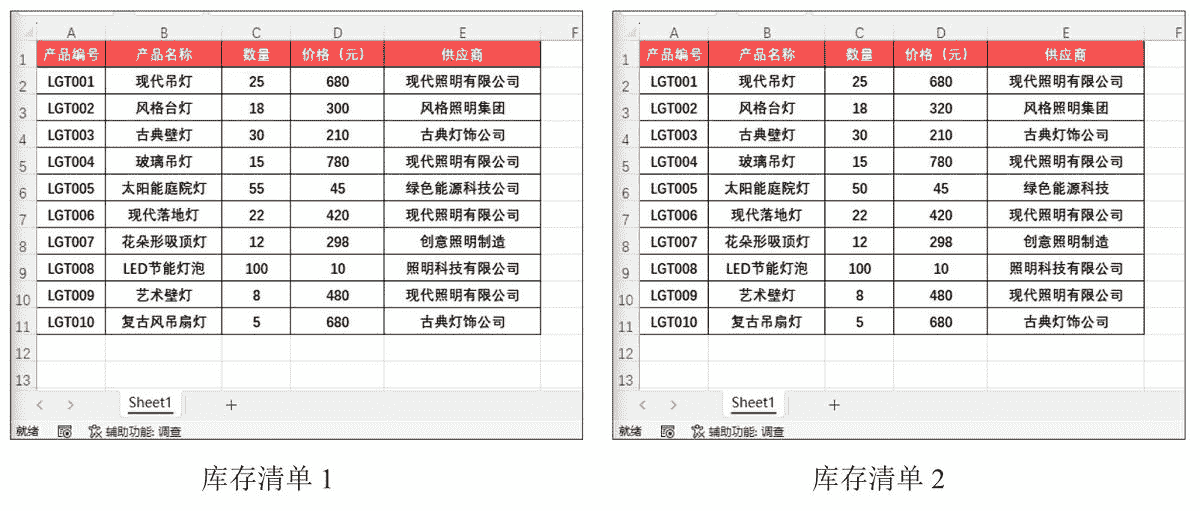 A B C D E F
1 产品编号 产品名称 数量 价格（元） 供应商
2 LGT001 现代吊灯 25 680 现代照明有限公司
3 LGT002 风格台灯 18 300 风格照明集团
4 LGT003 古典壁灯 30 210 古典灯饰公司
5 LGT004 玻璃吊灯 15 780 现代照明有限公司
6 LGT005 太阳能庭院灯 55 45 绿色能源科技公司
7 LGT006 现代落地灯 22 420 现代照明有限公司
8 LGT007 花朵形吸顶灯 12 298 创意照明制造
9 LGT008 LED节能灯泡 100 10 照明科技有限公司
10 LGT009 艺术壁灯 8 480 现代照明有限公司
11 LGT010 复古风吊扇灯 5 680 古典灯饰公司
12
13
Sheet1 +
就绪 辅助功能: 调查
库存清单 1
A B C D E F
1 产品编号 产品名称 数量 价格（元） 供应商
2 LGT001 现代吊灯 25 680 现代照明有限公司
3 LGT002 风格台灯 18 320 风格照明集团
4 LGT003 古典壁灯 30 210 古典灯饰公司
5 LGT004 玻璃吊灯 15 780 现代照明有限公司
6 LGT005 太阳能庭院灯 50 45 绿色能源科技
7 LGT006 现代落地灯 22 420 现代照明有限公司
8 LGT007 花朵形吸顶灯 12 298 创意照明制造
9 LGT008 LED节能灯泡 100 10 照明科技有限公司
10 LGT009 艺术壁灯 8 480 现代照明有限公司
11 LGT010 复古吊扇灯 5 680 古典灯饰公司
12
13
Sheet1 +
就绪 辅助功能: 调查
库存清单 2